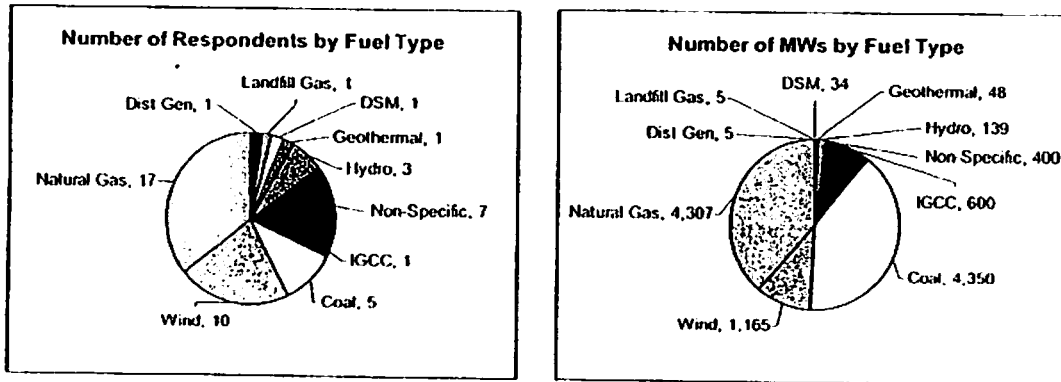 Number of Respondents by Fuel Type
Landfill Gas, 1
Dist Gen, 1
DSM, 1
Geothermal, 1
Hydro, 3
Natural Gas, 17
Non-Specific, 7
IGCC, 1
Coal, 5
Wind, 10
Number of MWs by Fuel Type
DSM, 34
Landfill Gas, 5
Geothermal, 48
Dist Gen, 5
Hydro, 139
Non-Specific, 400
Natural Gas, 4,307
IGCC, 600
Coal, 4,350
Wind, 1,165